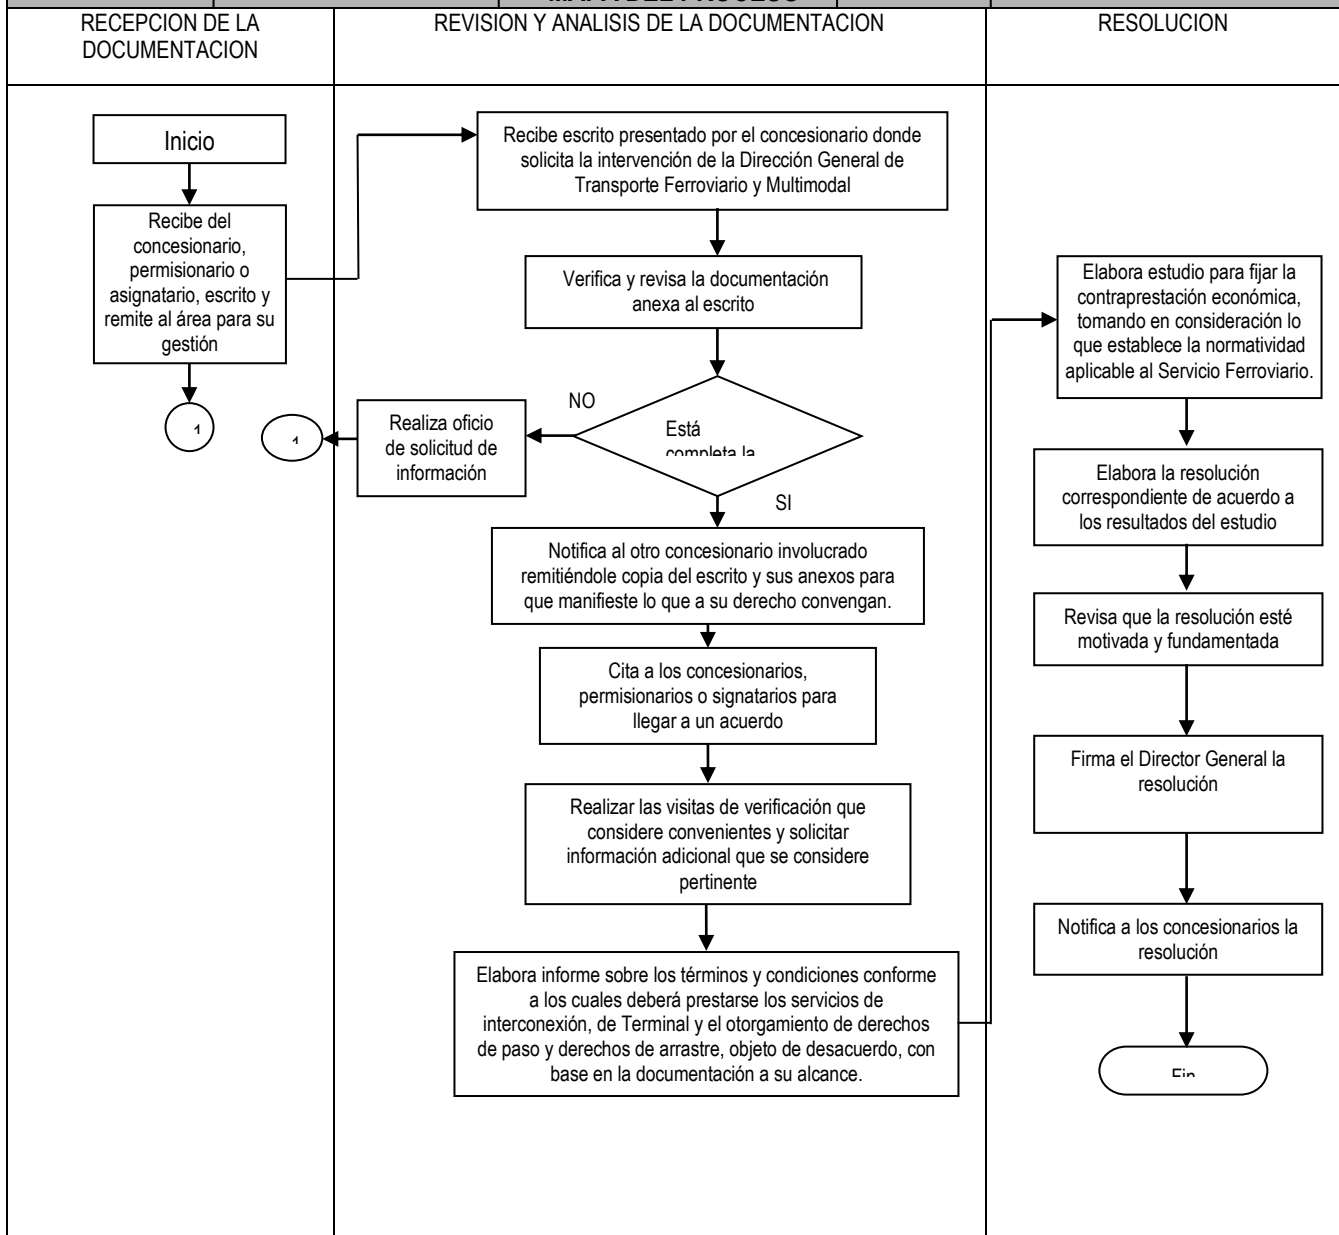 RECEPCION DE LA
DOCUMENTACION
REVISION Y ANALISIS DE LA DOCUMENTACION
RESOLUCION
Inicio
Recibe del
concesionario,
permisionario o
asignatario, escrito y
remite al área para su
gestión
1
Recibe escrito presentado por el concesionario donde
solicita la intervención de la Dirección General de
Transporte Ferroviario y Multimodal
Verifica y revisa la documentación
anexa al escrito
Está
completa la
NO
Realiza oficio
de solicitud de
información
1
SI
Notifica al otro concesionario involucrado
remitiéndole copia del escrito y sus anexos para
que manifieste lo que a su derecho convengan.
Cita a los concesionarios,
permisionarios o signatarios para
llegar a un acuerdo
Realizar las visitas de verificación que
considere convenientes y solicitar
información adicional que se considere
pertinente
Elabora informe sobre los términos y condiciones conforme
a los cuales deberá prestarse los servicios de
interconexión, de Terminal y el otorgamiento de derechos
de paso y derechos de arrastre, objeto de desacuerdo, con
base en la documentación a su alcance.
Elabora estudio para fijar la
contraprestación económica,
tomando en consideración lo
que establece la normatividad
aplicable al Servicio Ferroviario.
Elabora la resolución
correspondiente de acuerdo a
los resultados del estudio
Revisa que la resolución esté
motivada y fundamentada
Firma el Director General la
resolución
Notifica a los concesionarios la
resolución
Fin